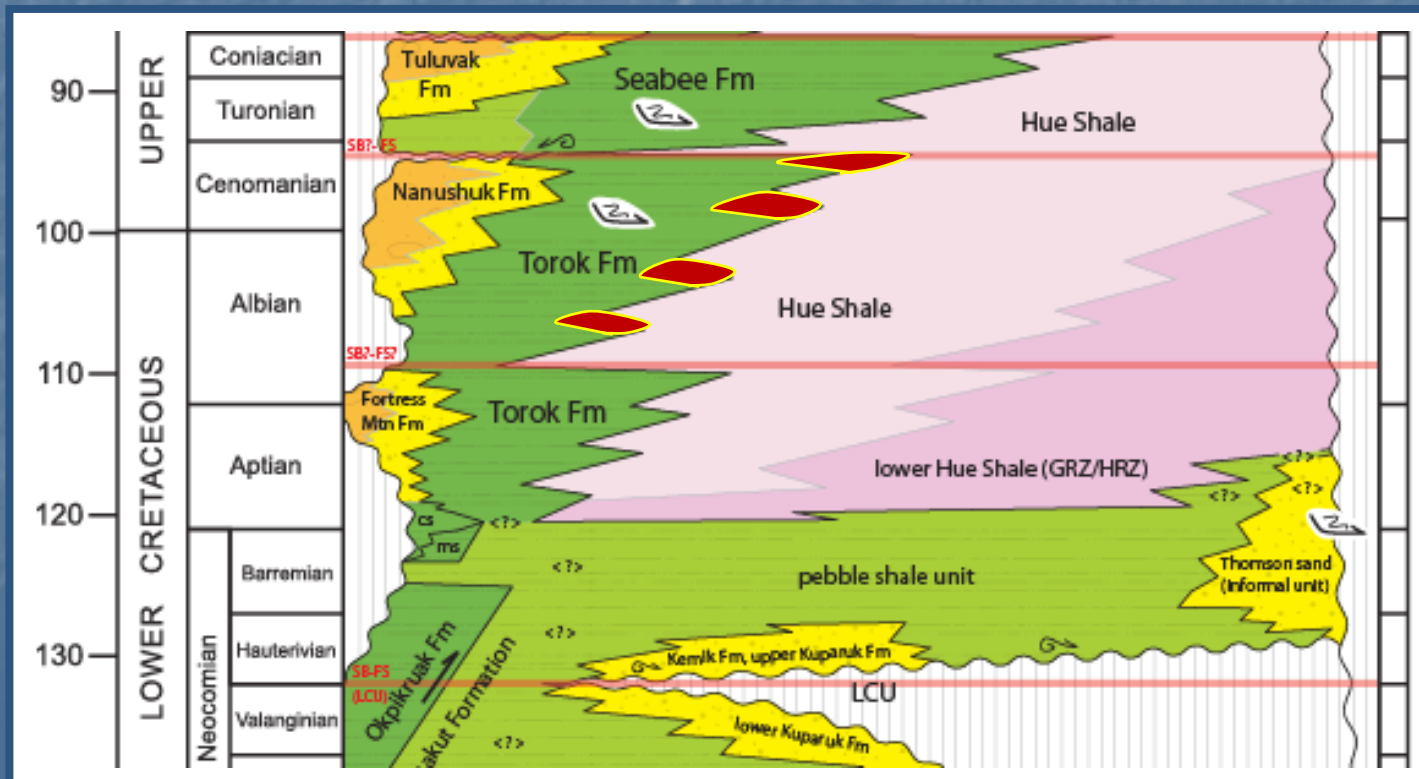 UPPER
LOWER CRETACEOUS
Neocomian
90
100
110
120
130
Coniacian
Turonian
Cenomanian
Albian
Aptian
Barremian
Hauterivian
Valanginian
Tuluvak
Fm
Seabee Fm
Hue Shale
SB?-FS
Nanushuk Fm
Torok Fm
Hue Shale
SB?-FS?
Fortress
Mtn Fm
Torok Fm
lower Hue Shale (GRZ/HRZ)
<?>
<?>
<?>
<?>
ms
<?>
pebble shale unit
Thomson sand
(informal unit)
<?>
Kemik Fm, upper Kuparuk Fm
SB-FS
(LCU)
LCU
Okpikruak Fm
Formation
lower Kuparuk Fm
<?>